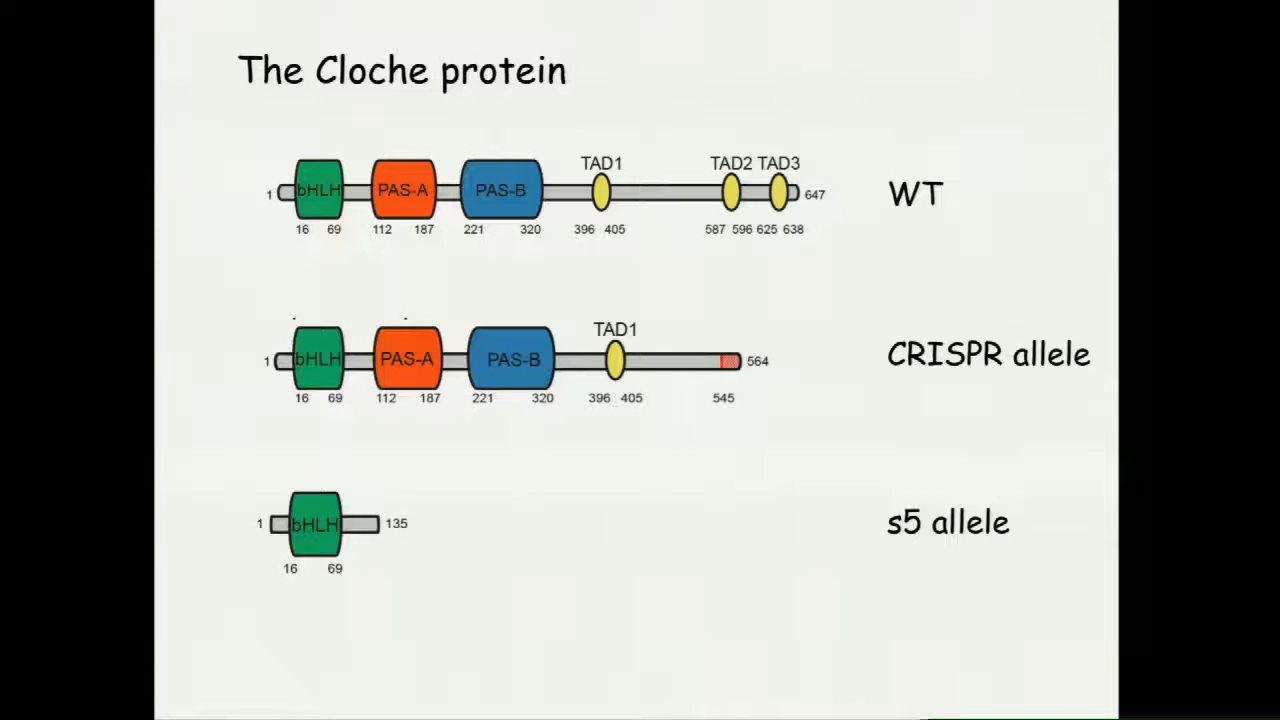 The Cloche protein
TAD1 TAD2 TAD3
1 bHLH PAS-A PAS-B 647 WT
16 69 112 187 221 320 396 405 587 596 625 638
TAD1
1 bHLH PAS-A PAS-B 564 CRISPR allele
16 69 112 187 221 320 396 405 545
1 bHLH 135 s5 allele
16 69